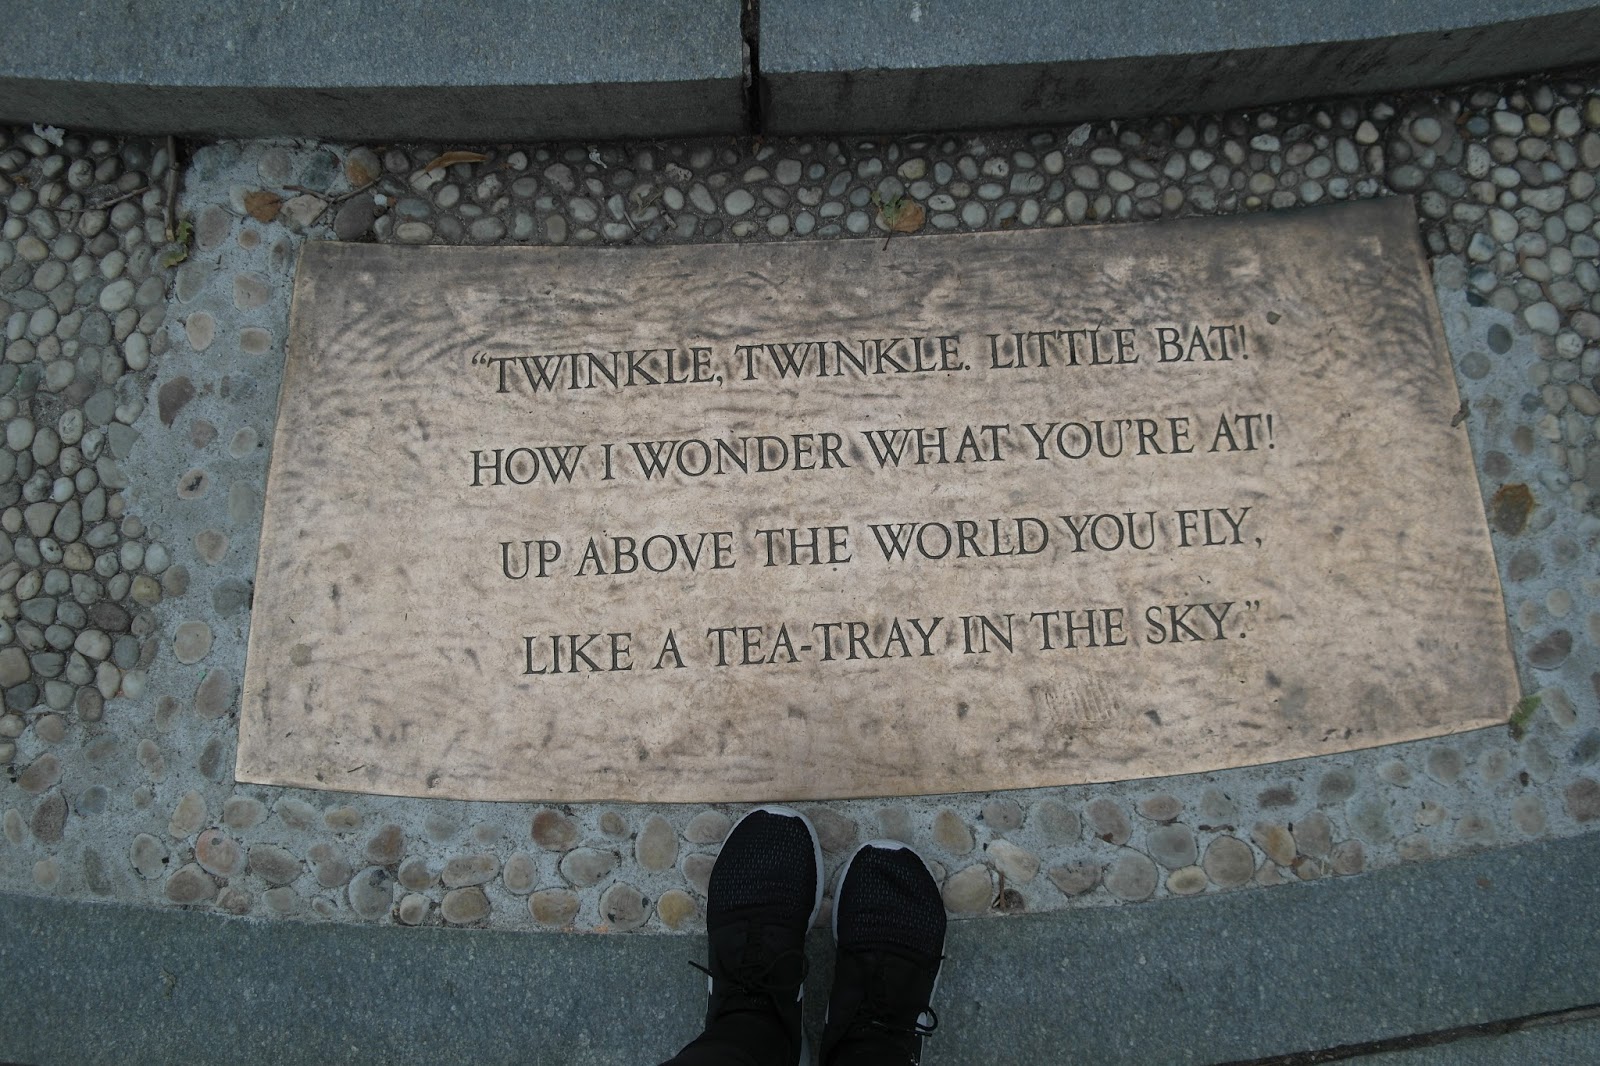 “TWINKLE, TWINKLE. LITTLE BAT!
HOW I WONDER WHAT YOU’RE AT!
UP ABOVE THE WORLD YOU FLY,
LIKE A TEA-TRAY IN THE SKY.”